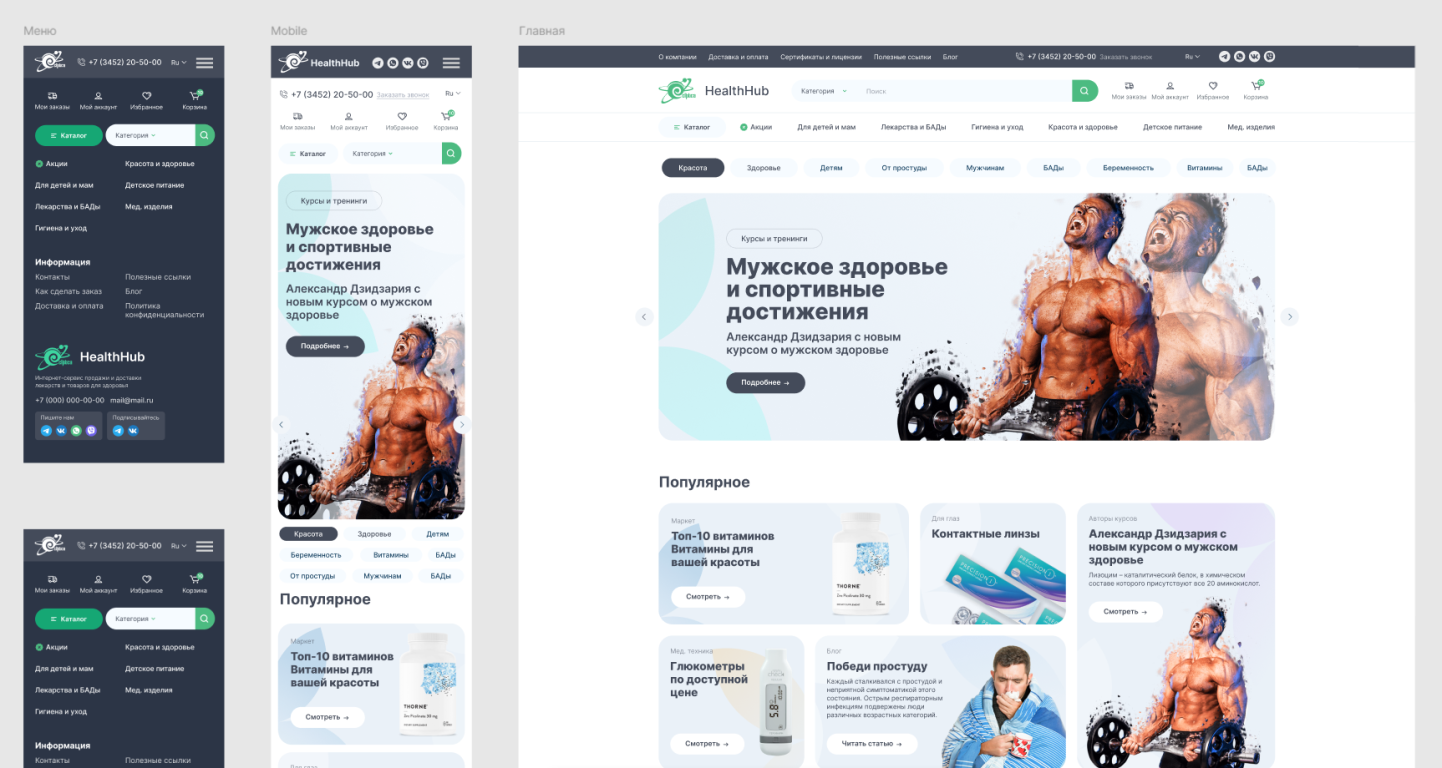 Меню
+7 (3452) 20-50-00
Ru
Мои заказы
Мой аккаунт
Избранное
Корзина
Каталог
Категория
Акции
Красота и здоровье
Для детей и мам
Детское питание
Лекарства и БАДы
Мед. изделия
Гигиена и уход
Информация
Контакты
Полезные ссылки
Как сделать заказ
Блог
Доставка и оплата
Политика
конфиденциальности
HealthHub
Интернет-сервис продажи и доставки
лекарств и товаров для здоровья
+7 (000) 000-00-00
mail@mail.ru
Пишите нам
Подписывайтесь
+7 (3452) 20-50-00
Ru
Мои заказы
Мой аккаунт
Избранное
Корзина
Каталог
Категория
Акции
Красота и здоровье
Для детей и мам
Детское питание
Лекарства и БАДы
Мед. изделия
Гигиена и уход
Информация
Контакты
Полезные ссылки
Mobile
HealthHub
+7 (3452) 20-50-00
Заказать звонок
Ru
Мои заказы
Мой аккаунт
Избранное
Корзина
Каталог
Категория
Курсы и тренинги
Мужское здоровье
и спортивные
достижения
Александр Дзидзария с
новым курсом о мужском
здоровье
Подробнее →
Красота
Здоровье
Детям
Беременность
Витамины
БАДы
От простуды
Мужчинам
БАДы
Популярное
Маркет
Топ-10 витаминов
Витамины для
вашей красоты
Смотреть →
THORNE
Для глаз
Главная
О компании
Доставка и оплата
Сертификаты и лицензии
Полезные ссылки
Блог
+7 (3452) 20-50-00
Заказать звонок
Ru
HealthHub
Категория
Поиск
Мои заказы
Мой аккаунт
Избранное
Корзина
Каталог
Акции
Для детей и мам
Лекарства и БАДы
Гигиена и уход
Красота и здоровье
Детское питание
Мед. изделия
Красота
Здоровье
Детям
От простуды
Мужчинам
БАДы
Беременность
Витамины
БАДы
Курсы и тренинги
Мужское здоровье
и спортивные
достижения
Александр Дзидзария с новым
курсом о мужском здоровье
Подробнее →
Популярное
Маркет
Топ-10 витаминов
Витамины для
вашей красоты
Смотреть →
THORNE
Для глаз
Контактные линзы
PRECISION1
Авторы курсов
Александр Дзидзария с
новым курсом о мужском
здоровье
Лизоцим – каталитический белок, в химическом
составе которого присутствуют все 20 аминокислот.
Смотреть →
Мед. техника
Глюкометры
по доступной
цене
Смотреть →
5.8
Блог
Победи простуду
Каждый сталкивался с простудой и
неприятной симптоматикой этого
состояния. Острым респираторным
инфекциям подвержены люди
различных возрастных категорий.
Читать статью →